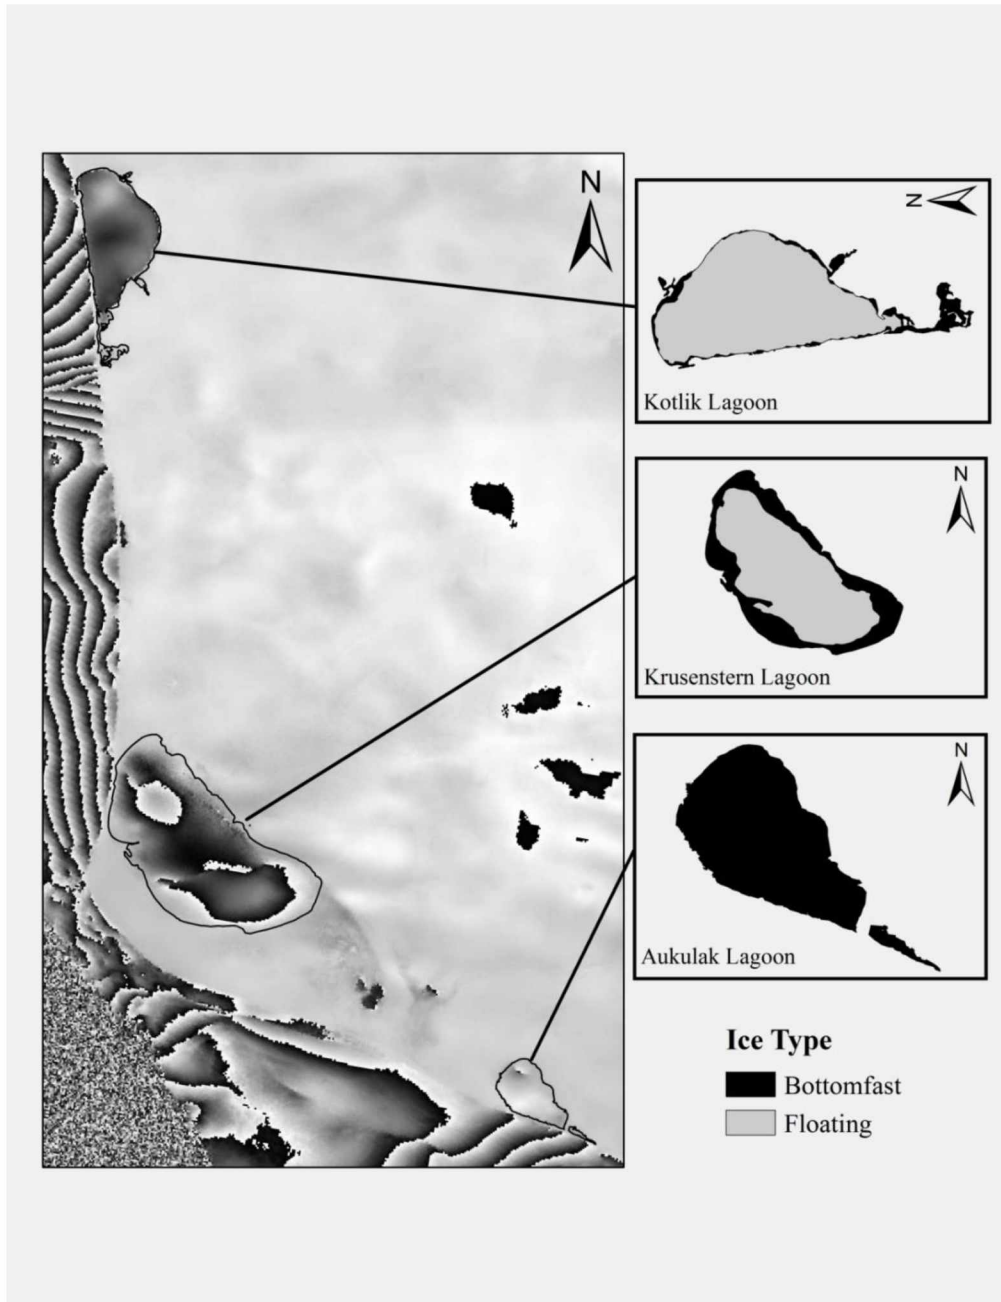 N
N
Kotlik Lagoon
N
Krusenstern Lagoon
N
Aukulak Lagoon
Ice Type
Bottomfast
Floating